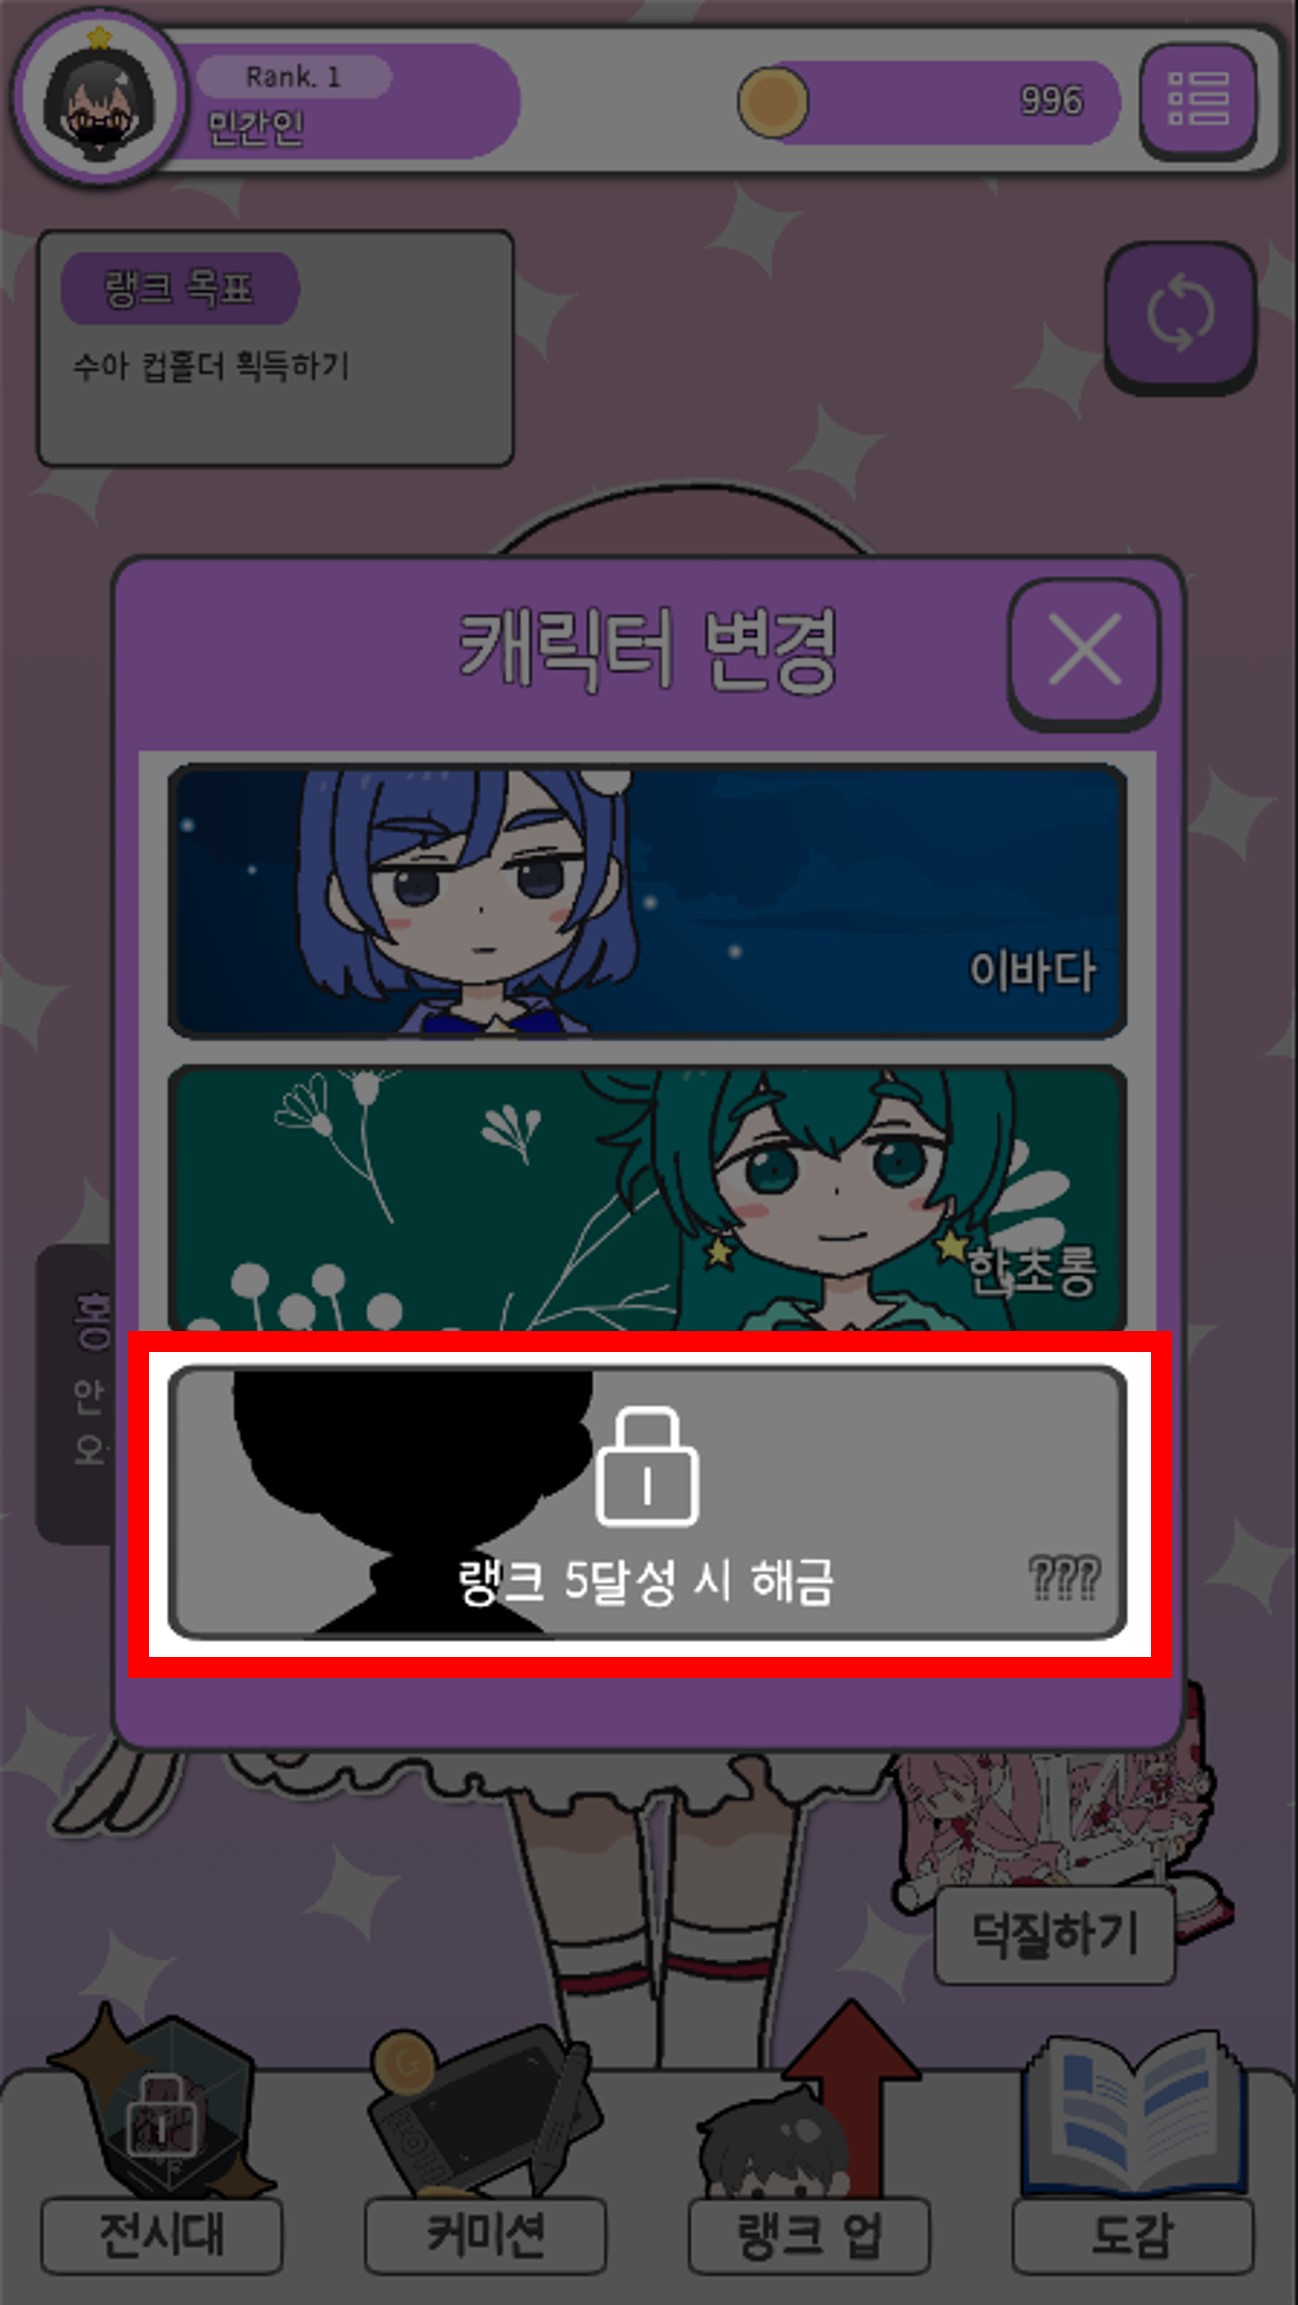 Rank. 1
민간인
996
랭크 목표
수아 컵홀더 획득하기
캐릭터 변경
이바다
한초롱
홍
안
오
랭크 5달성 시 해금
???
덕질하기
전시대
커미션
랭크 업
도감